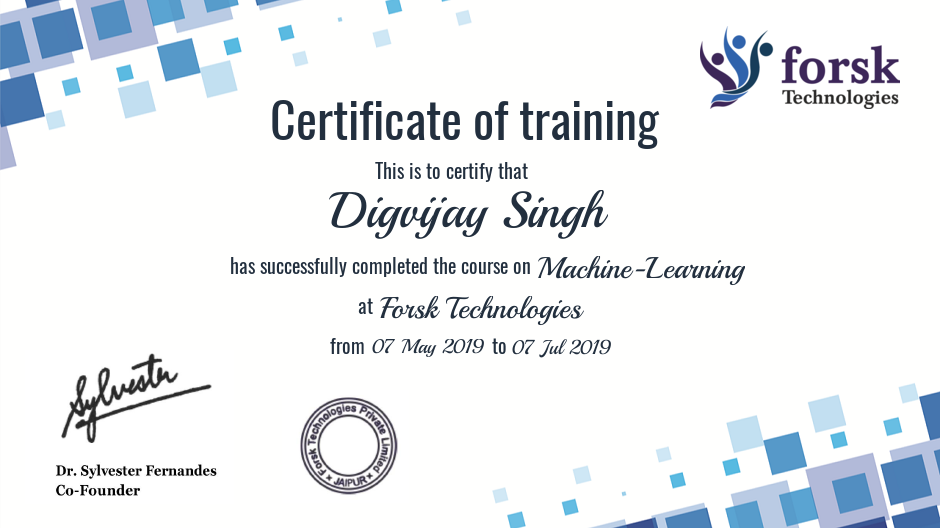 forsk
Technologies
Certificate of training
This is to certify that
Digvijay Singh
has successfully completed the course on Machine-Learning
at Forsk Technologies
from 07 May 2019 to 07 Jul 2019
Sylvester
Forsk Technologies Private Limited
* JAIPUR *
Dr. Sylvester Fernandes
Co-Founder